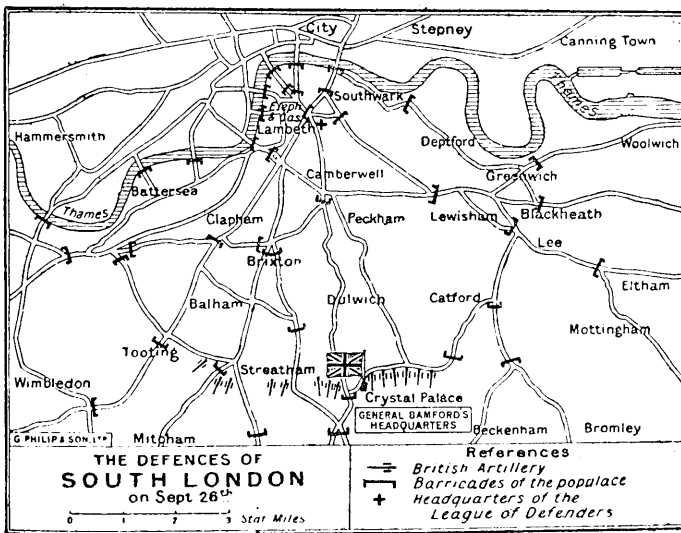 City
Stepney
Canning Town
Southwark
Thames
Eleph
& Cas
Lambeth
Hammersmith
Deptford
Woolwich
Greenwich
Camberwell
Battersea
Thames
Clapham
Peckham
Lewisham
Blackheath
Lee
Brixton
Eltham
Balham
Dulwich
Catford
Mottingham
Tooting
Streatham
Wimbledon
Crystal Palace
GENERAL BAMFORD'S
HEADQUARTERS
Beckenham
Bromley
G. PHILIP & SON, LTD
Mitpham
THE DEFENCES OF
SOUTH LONDON
on Sept 26th
0 1 2 3 Stat Miles
References
British Artillery
Barricades of the populace
Headquarters of the
League of Defenders